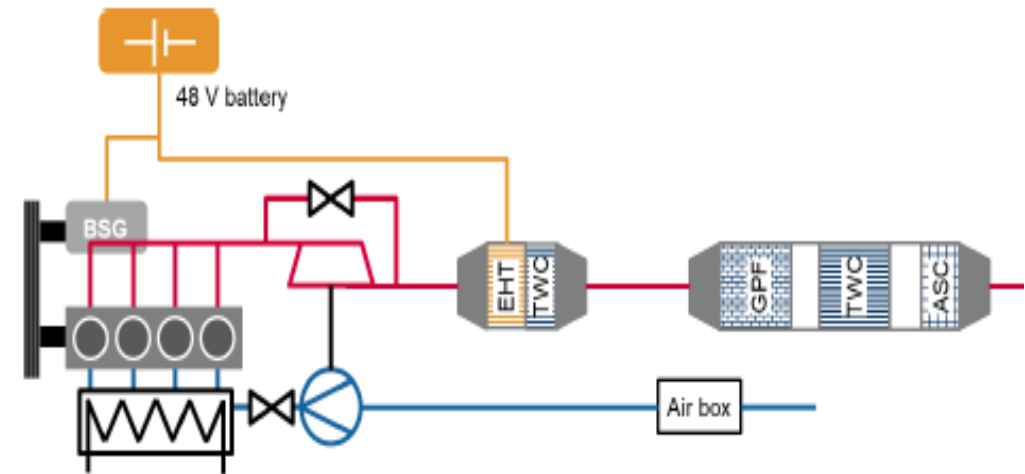 48 V battery
BSG
EHT
TWC
GPF
TWC
ASC
Air box